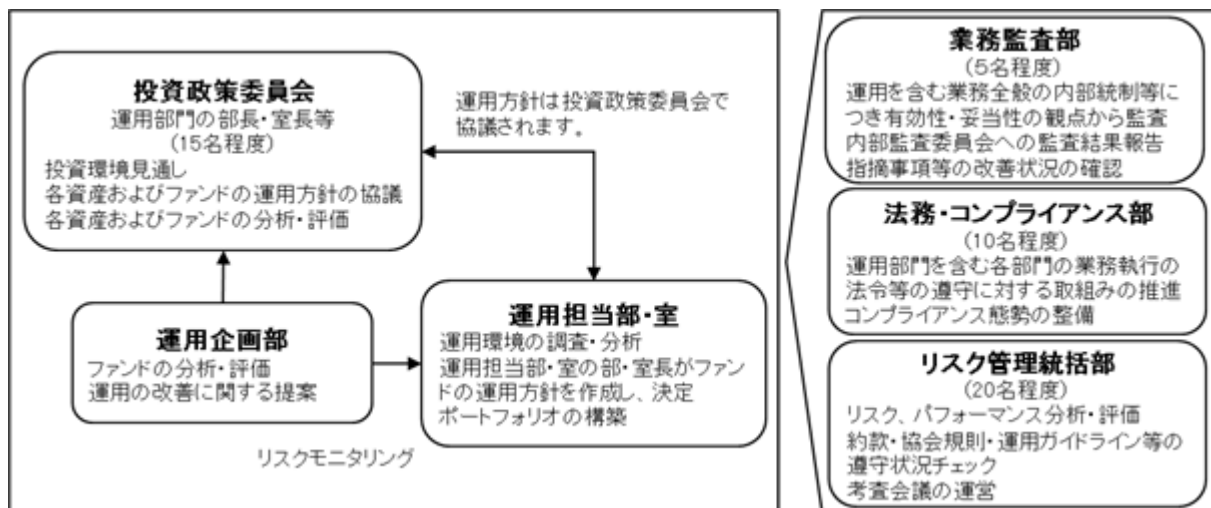 投資政策委員会
運用部門の部長・室長等
(15名程度)
投資環境見通し
各資産およびファンドの運用方針の協議
各資産およびファンドの分析・評価
運用方針は投資政策委員会で
協議されます。
運用企画部
ファンドの分析・評価
運用の改善に関する提案
運用担当部・室
運用環境の調査・分析
運用担当部・室の部・室長がファン
ドの運用方針を作成し、決定
ポートフォリオの構築
リスクモニタリング
業務監査部
(5名程度)
運用を含む業務全般の内部統制等に
つき有効性・妥当性の観点から監査
内部監査委員会への監査結果報告
指摘事項等の改善状況の確認
法務・コンプライアンス部
(10名程度)
運用部門を含む各部門の業務執行の
法令等の遵守に対する取組みの推進
コンプライアンス態勢の整備
リスク管理統括部
(20名程度)
リスク、パフォーマンス分析・評価
約款・協会規則・運用ガイドライン等の
遵守状況チェック
考査会議の運営